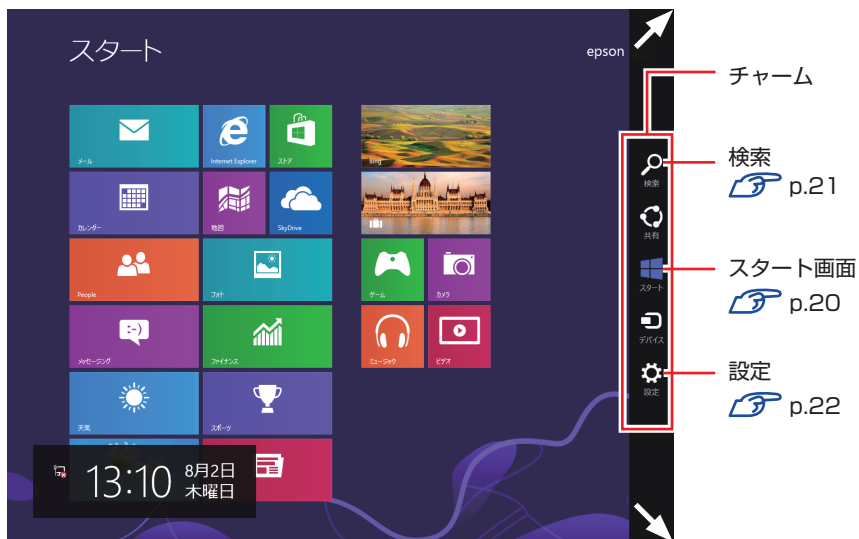 スタート
epson
メール
Internet Explorer
ストア
Bing
カレンダー
地図
SkyDrive
People
フォト
ゲーム
カメラ
メッセージング
ファイナンス
ミュージック
ビデオ
天気
スポーツ
13:10
8月2日
木曜日
検索
共有
スタート
デバイス
設定
チャーム
検索
p.21
スタート画面
p.20
設定
p.22